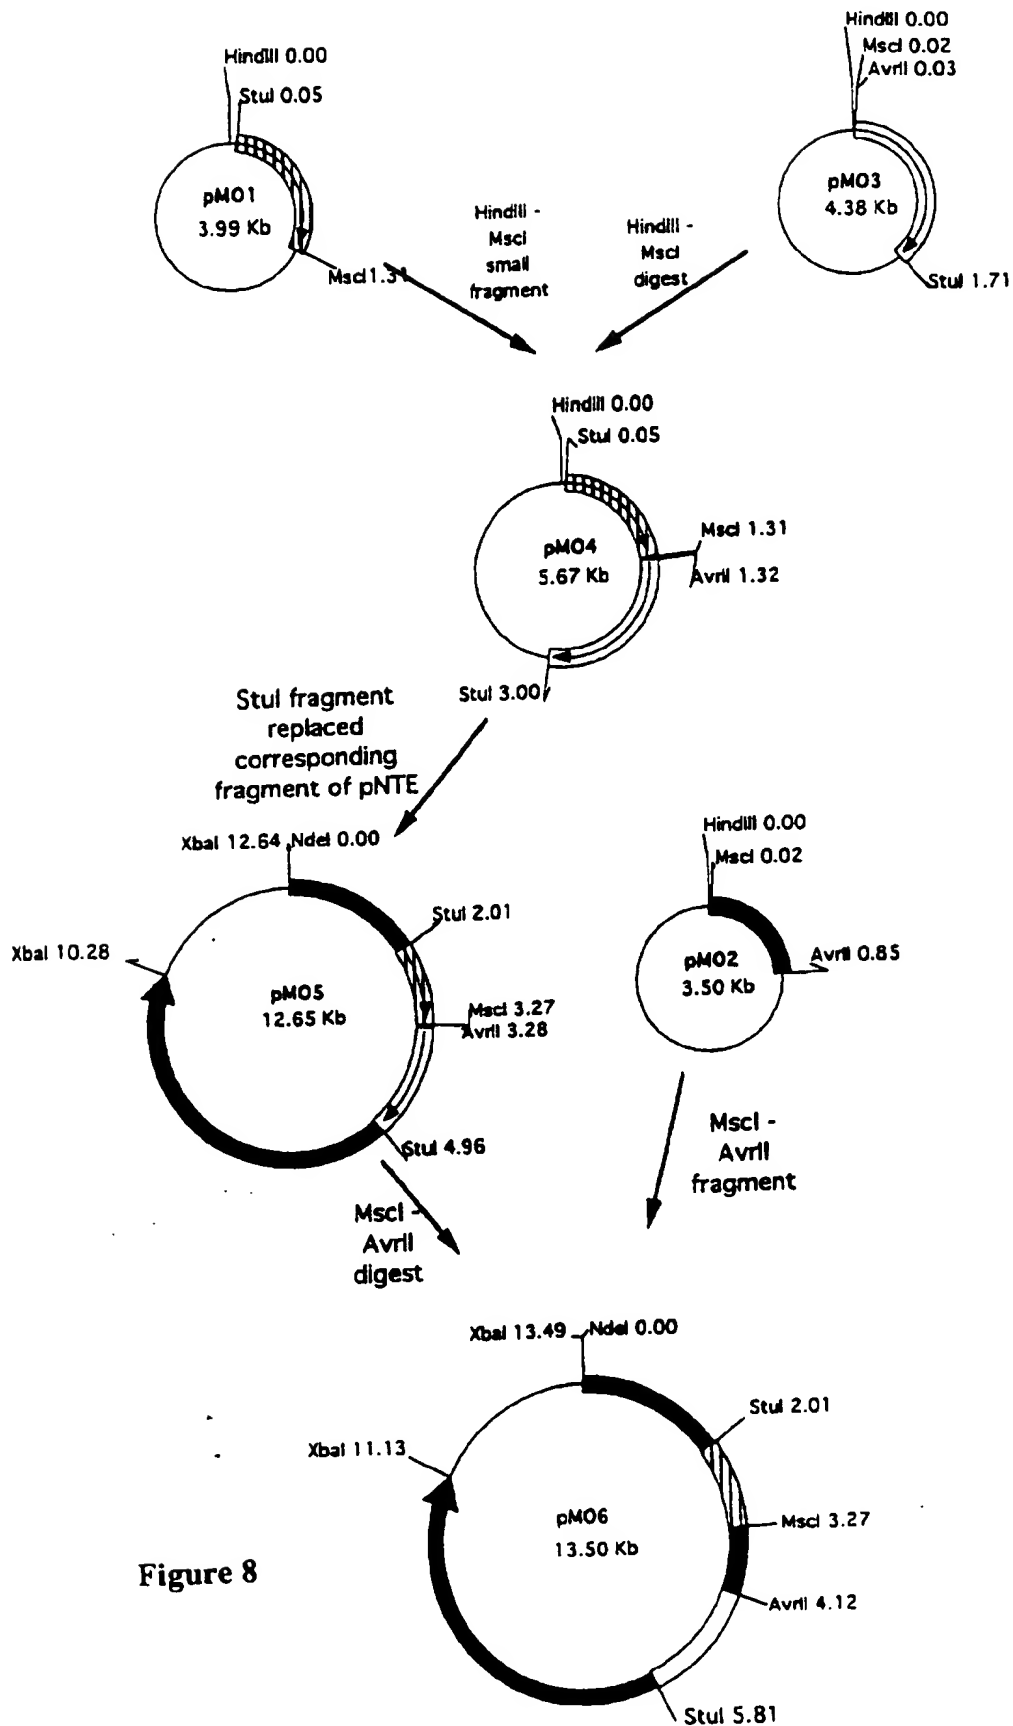 HindIII 0.00
StuI 0.05
pMO1
3.99 Kb
MscI 1.31
HindIII 0.00
MscI 0.02
AvrII 0.03
pMO3
4.38 Kb
StuI 1.71
HindIII -
MscI
small
fragment
HindIII -
MscI
digest
HindIII 0.00
StuI 0.05
pMO4
5.67 Kb
MscI 1.31
AvrII 1.32
StuI 3.00
StuI fragment
replaced
corresponding
fragment of pNTE
XbaI 12.64
NdeI 0.00
StuI 2.01
XbaI 10.28
pMO5
12.65 Kb
MscI 3.27
AvrII 3.28
StuI 4.96
HindIII 0.00
MscI 0.02
pMO2
3.50 Kb
AvrII 0.85
MscI -
AvrII
digest
MscI -
AvrII
fragment
XbaI 13.49
NdeI 0.00
StuI 2.01
XbaI 11.13
pMO6
13.50 Kb
MscI 3.27
AvrII 4.12
StuI 5.81
Figure 8